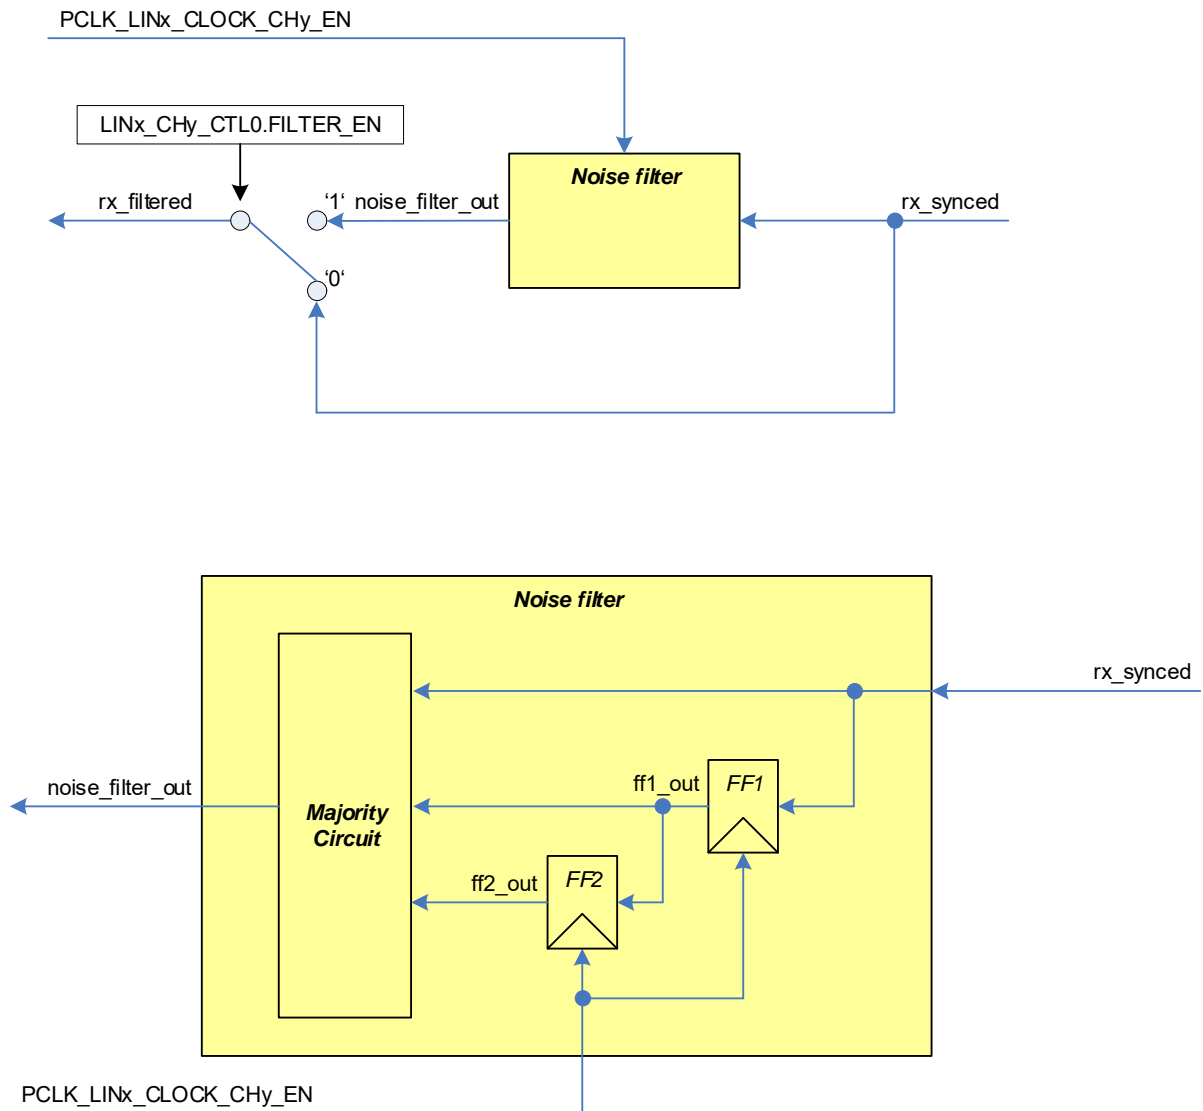 PCLK_LINx_CLOCK_CHy_EN
LINx_CHy_CTL0.FILTER_EN
Noise filter
rx_filtered
‘1‘
noise_filter_out
rx_synced
‘0‘
Noise filter
rx_synced
noise_filter_out
ff1_out
FF1
Majority
Circuit
ff2_out
FF2
PCLK_LINx_CLOCK_CHy_EN